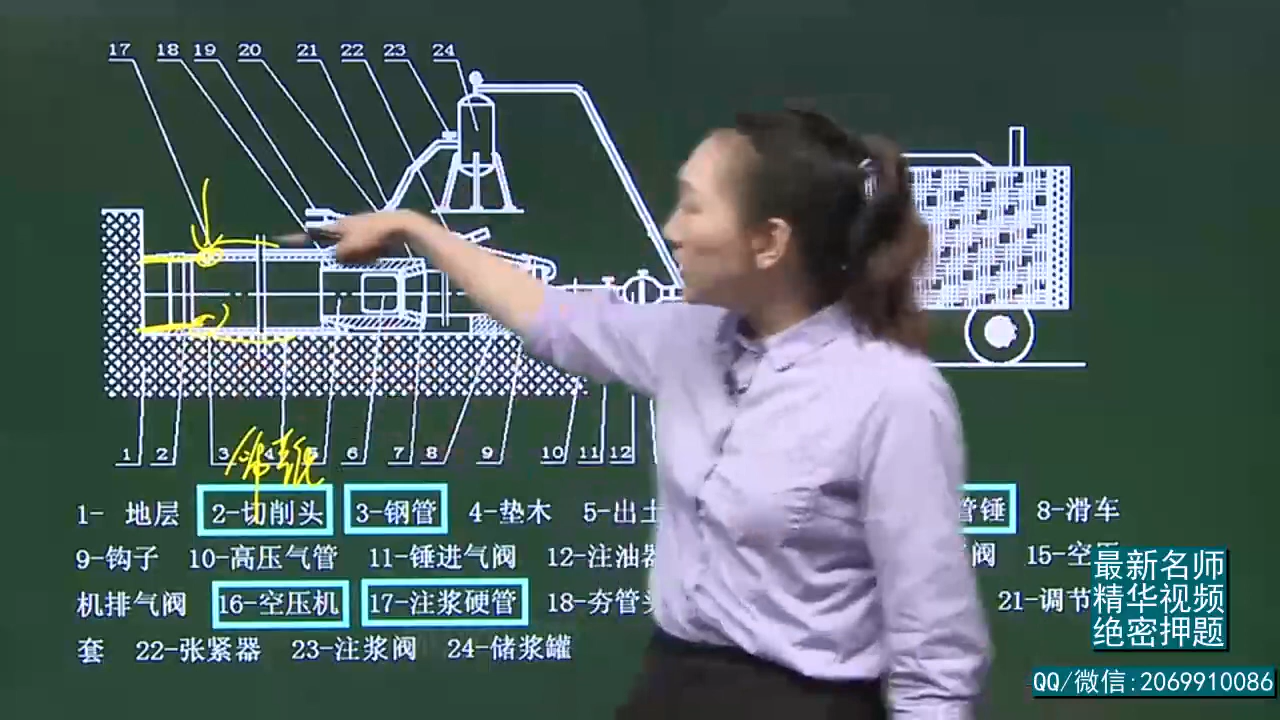 17 18 19 20 21 22 23 24
1 2 3 4 5 6 7 8 9 10 11 12
1- 地层 2-切削头 3-钢管 4-垫木 5-出土 管锤 8-滑车
9-钩子 10-高压气管 11-锤进气阀 12-注油器 阀 15-空压
机排气阀 16-空压机 17-注浆硬管 18-夯管头 21-调节
套 22-张紧器 23-注浆阀 24-储浆罐
最新名师
精华视频
绝密押题
QQ/微信:2069910086